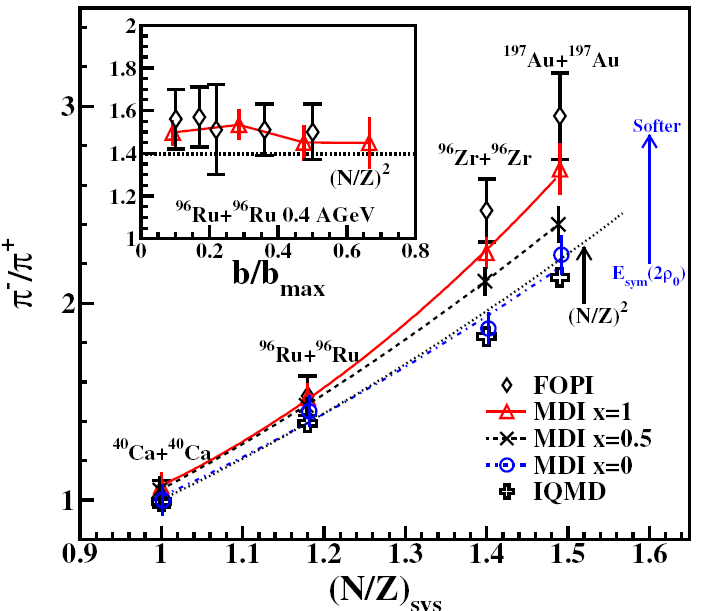 2
1.8
1.6
1.4
1.2
1
0 0.2 0.4 0.6 0.8
b/b_max
(N/Z)^2
^96Ru+^96Ru 0.4 AGeV
^197Au+^197Au
^96Zr+^96Zr
Softer
E_sym(2ρ_0)
(N/Z)^2
^96Ru+^96Ru
^40Ca+^40Ca
FOPI
MDI x=1
MDI x=0.5
MDI x=0
IQMD
3
2
1
π^-/π^+
0.9 1 1.1 1.2 1.3 1.4 1.5 1.6
(N/Z)_sys